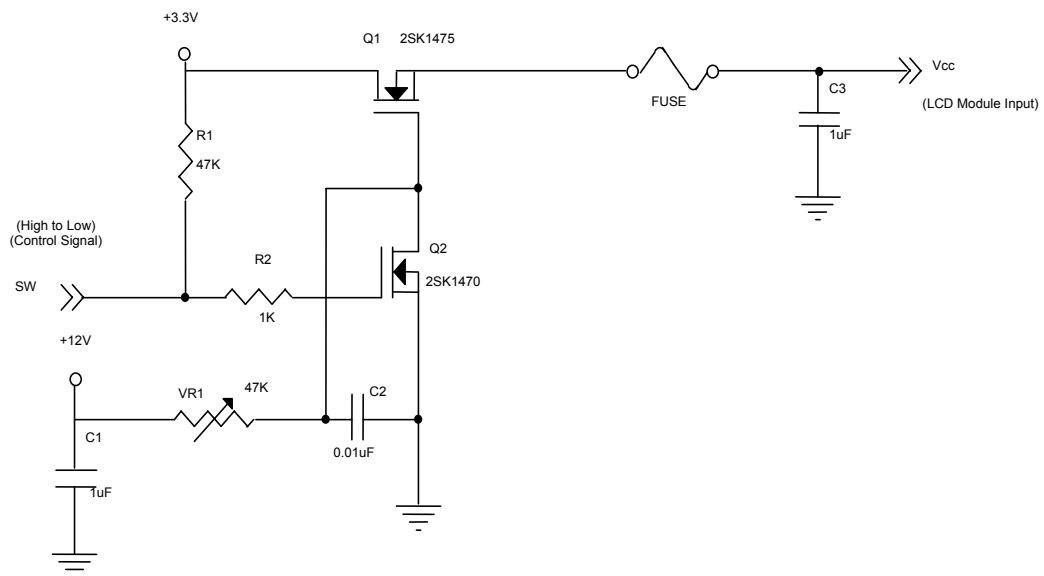 +3.3V
Q1 2SK1475
Vcc
(LCD Module Input)
FUSE
C3
1uF
R1
47K
(High to Low)
(Control Signal)
SW
R2
1K
Q2
2SK1470
+12V
VR1
47K
C2
0.01uF
C1
1uF